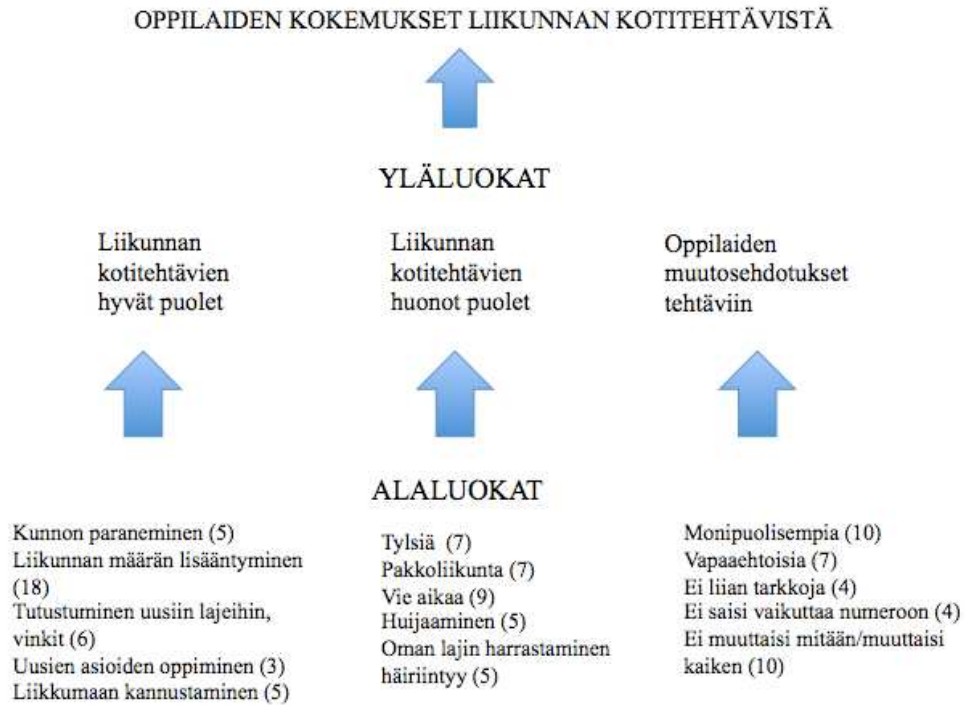 OPPILAIDEN KOKEMUKSET LIIKUNNAN KOTITEHTÄVISTÄ
YLÄLUOKAT
Liikunnan
kotitehtävien
hyvät puolet
Liikunnan
kotitehtävien
huonot puolet
Oppilaiden
muutosehdotukset
tehtäviin
ALALUOKAT
Kunnon paraneminen (5)
Liikunnan määrän lisääntyminen
(18)
Tutustuminen uusiin lajeihin,
vinkit (6)
Uusien asioiden oppiminen (3)
Liikkumaan kannustaminen (5)
Tylsiä (7)
Pakkoliikunta (7)
Vie aikaa (9)
Huijaaminen (5)
Oman lajin harrastaminen
häiriintyy (5)
Monipuolisempia (10)
Vapaaehtoisia (7)
Ei liian tarkkoja (4)
Ei saisi vaikuttaa numeroon (4)
Ei muuttaisi mitään/muuttaisi
kaiken (10)